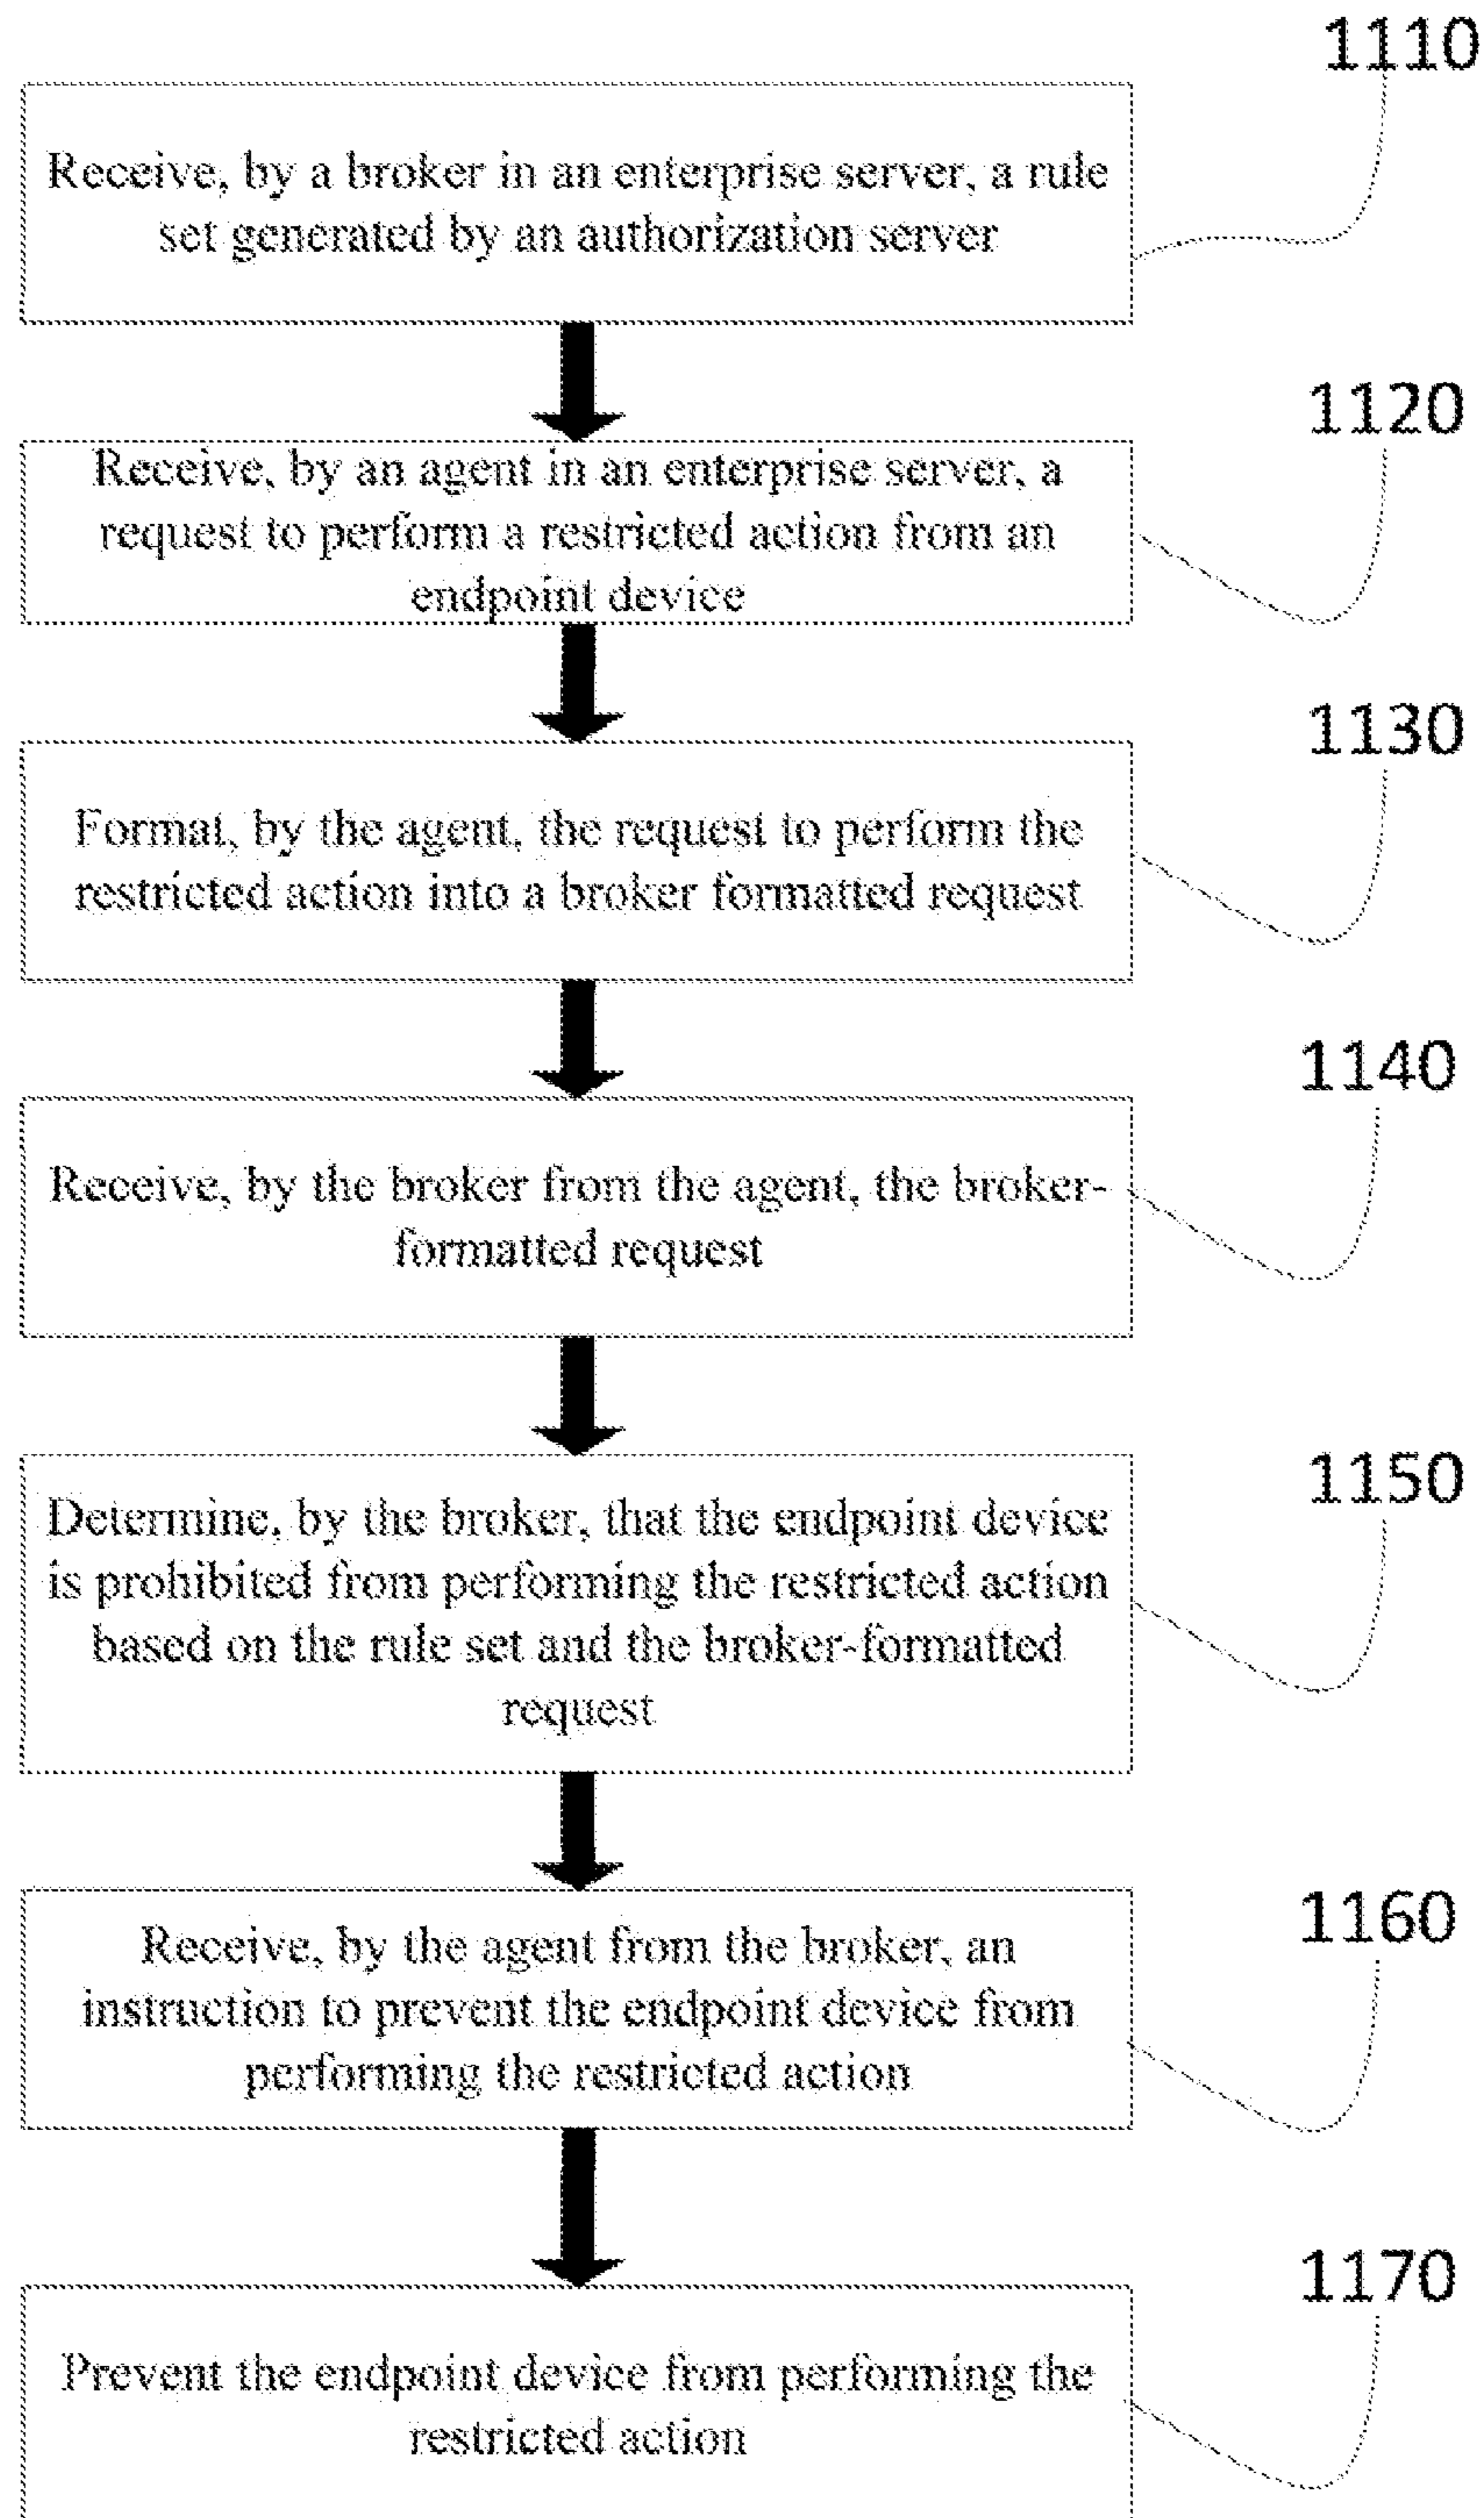 1110
Receive, by a broker in an enterprise server, a rule
set generated by an authorization server
1120
Receive, by an agent in an enterprise server, a
request to perform a restricted action from an
endpoint device
1130
Format, by the agent, the request to perform the
restricted action into a broker formatted request
1140
Receive, by the broker from the agent, the broker-
formatted request
1150
Determine, by the broker, that the endpoint device
is prohibited from performing the restricted action
based on the rule set and the broker-formatted
request
1160
Receive, by the agent from the broker, an
instruction to prevent the endpoint device from
performing the restricted action
1170
Prevent the endpoint device from performing the
restricted action